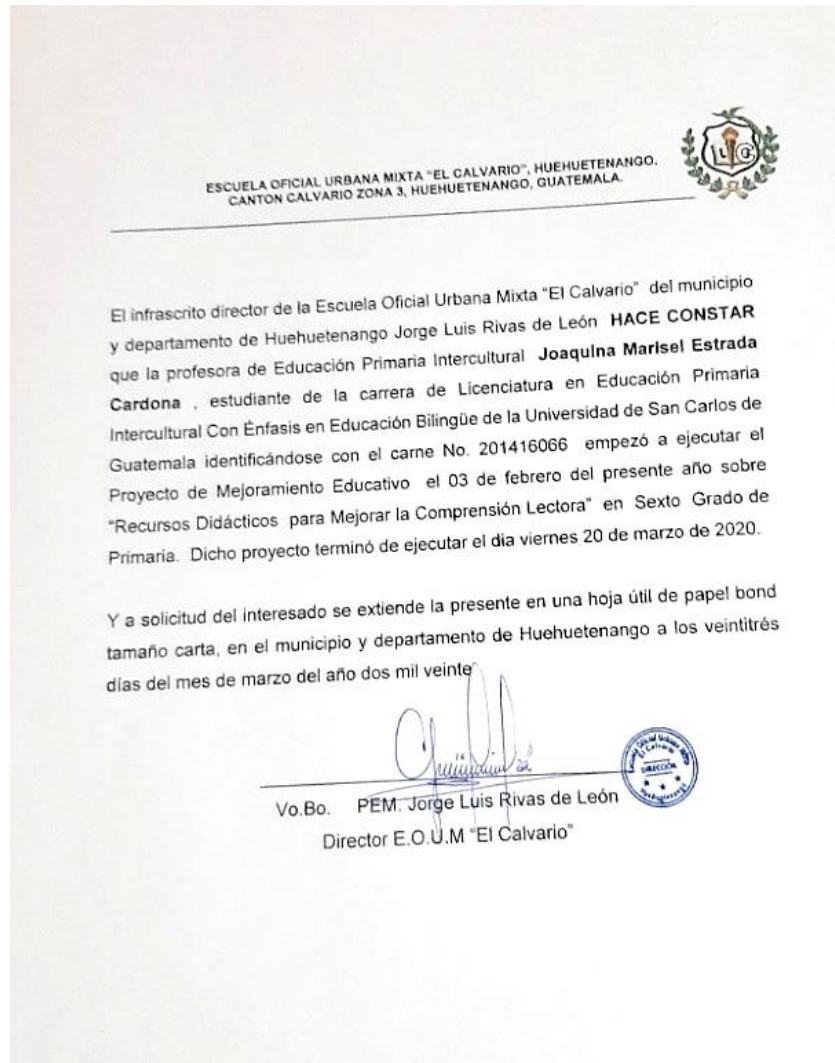 ESCUELA OFICIAL URBANA MIXTA "EL CALVARIO", HUEHUETENANGO.
CANTON CALVARIO ZONA 3, HUEHUETENANGO, GUATEMALA.
El infrascrito director de la Escuela Oficial Urbana Mixta "El Calvario" del municipio
y departamento de Huehuetenango Jorge Luis Rivas de León HACE CONSTAR
que la profesora de Educación Primaria Intercultural Joaquina Marisel Estrada
Cardona , estudiante de la carrera de Licenciatura en Educación Primaria
Intercultural Con Énfasis en Educación Bilingüe de la Universidad de San Carlos de
Guatemala identificándose con el carne No. 201416066 empezó a ejecutar el
Proyecto de Mejoramiento Educativo el 03 de febrero del presente año sobre
"Recursos Didácticos para Mejorar la Comprensión Lectora" en Sexto Grado de
Primaria. Dicho proyecto terminó de ejecutar el dia viernes 20 de marzo de 2020.
Y a solicitud del interesado se extiende la presente en una hoja útil de papel bond
tamaño carta, en el municipio y departamento de Huehuetenango a los veintitrés
días del mes de marzo del año dos mil veinte
Escuela Oficial Urbana Mixta
El Calvario
DIRECCIÓN
Huehuetenango
Vo.Bo. PEM. Jorge Luis Rivas de León
Director E.O.U.M "El Calvario"